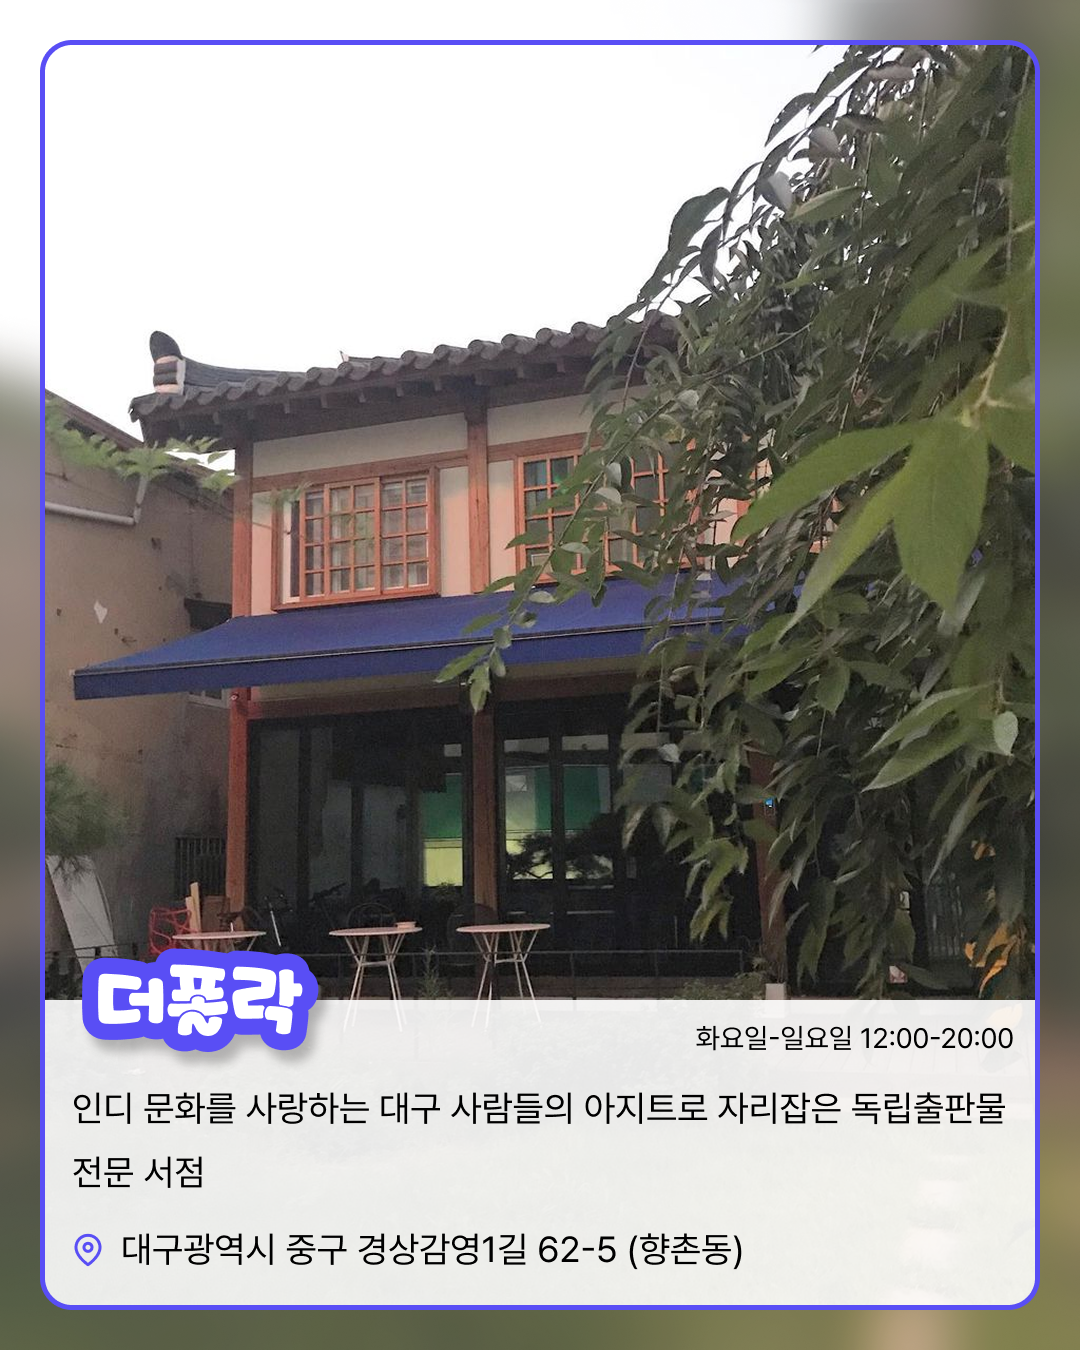 더폴락
화요일-일요일 12:00-20:00
인디 문화를 사랑하는 대구 사람들의 아지트로 자리잡은 독립출판물
전문 서점
대구광역시 중구 경상감영1길 62-5 (향촌동)